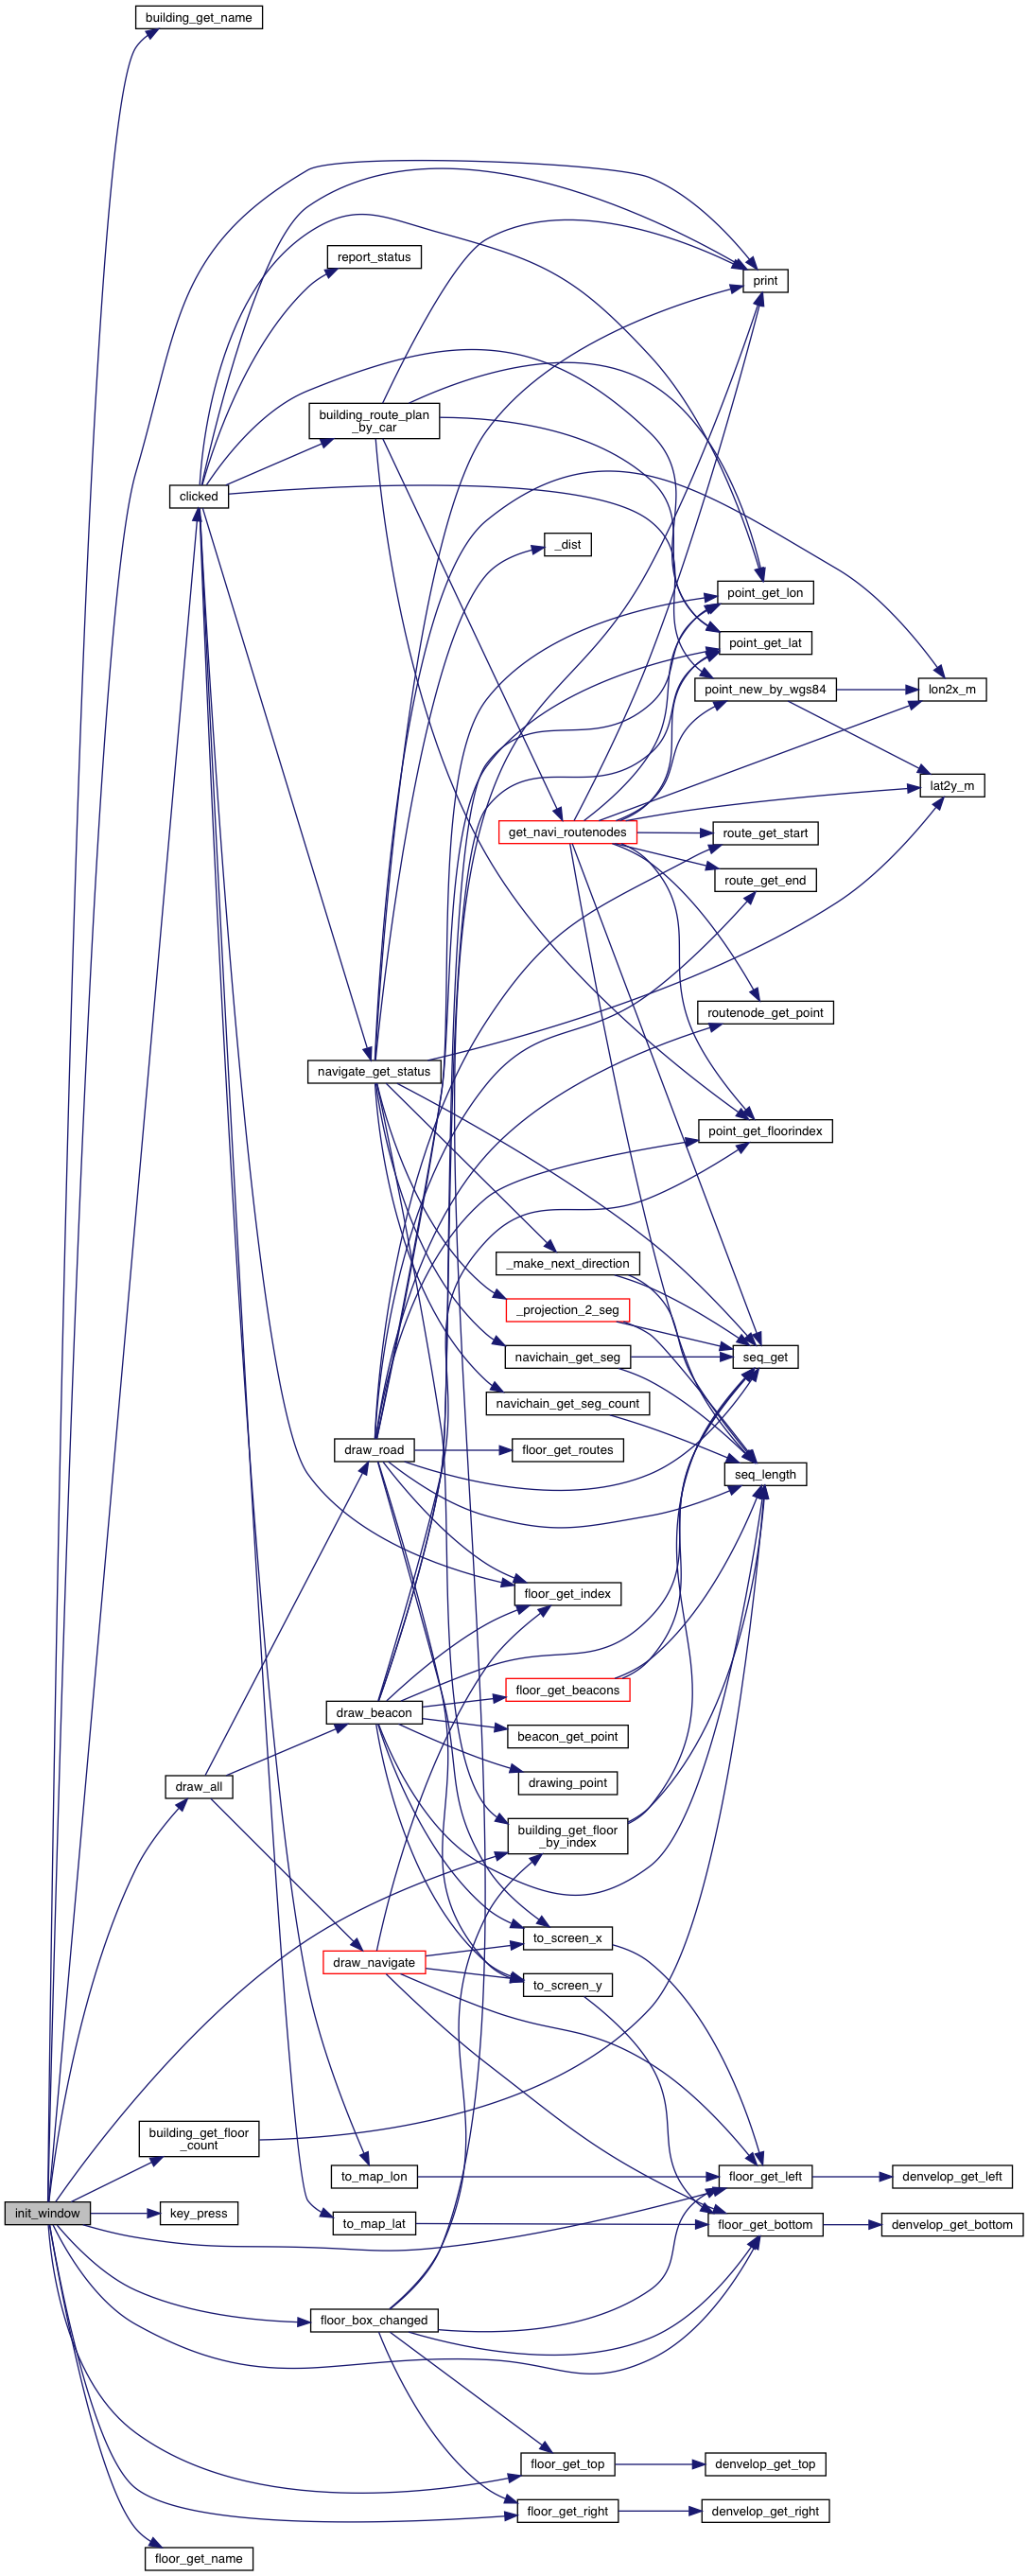 building_get_name
print
report_status
building_route_plan
_by_car
clicked
_dist
point_get_lon
point_get_lat
point_new_by_wgs84
lon2x_m
lat2y_m
get_navi_routenodes
route_get_start
route_get_end
routenode_get_point
navigate_get_status
point_get_floorindex
_make_next_direction
_projection_2_seg
navichain_get_seg
seq_get
navichain_get_seg_count
draw_road
floor_get_routes
seq_length
floor_get_index
floor_get_beacons
draw_beacon
beacon_get_point
draw_all
drawing_point
building_get_floor
_by_index
to_screen_x
draw_navigate
to_screen_y
building_get_floor
_count
to_map_lon
floor_get_left
denvelop_get_left
init_window
key_press
to_map_lat
floor_get_bottom
denvelop_get_bottom
floor_box_changed
floor_get_top
denvelop_get_top
floor_get_right
denvelop_get_right
floor_get_name